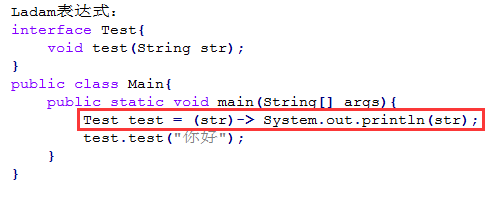 Ladam表达式：
interface Test{
    void test(String str);
}
public class Main{
    public static void main(String[] args){
        Test test = (str)-> System.out.println(str);
        test.test("你好");
    }
}